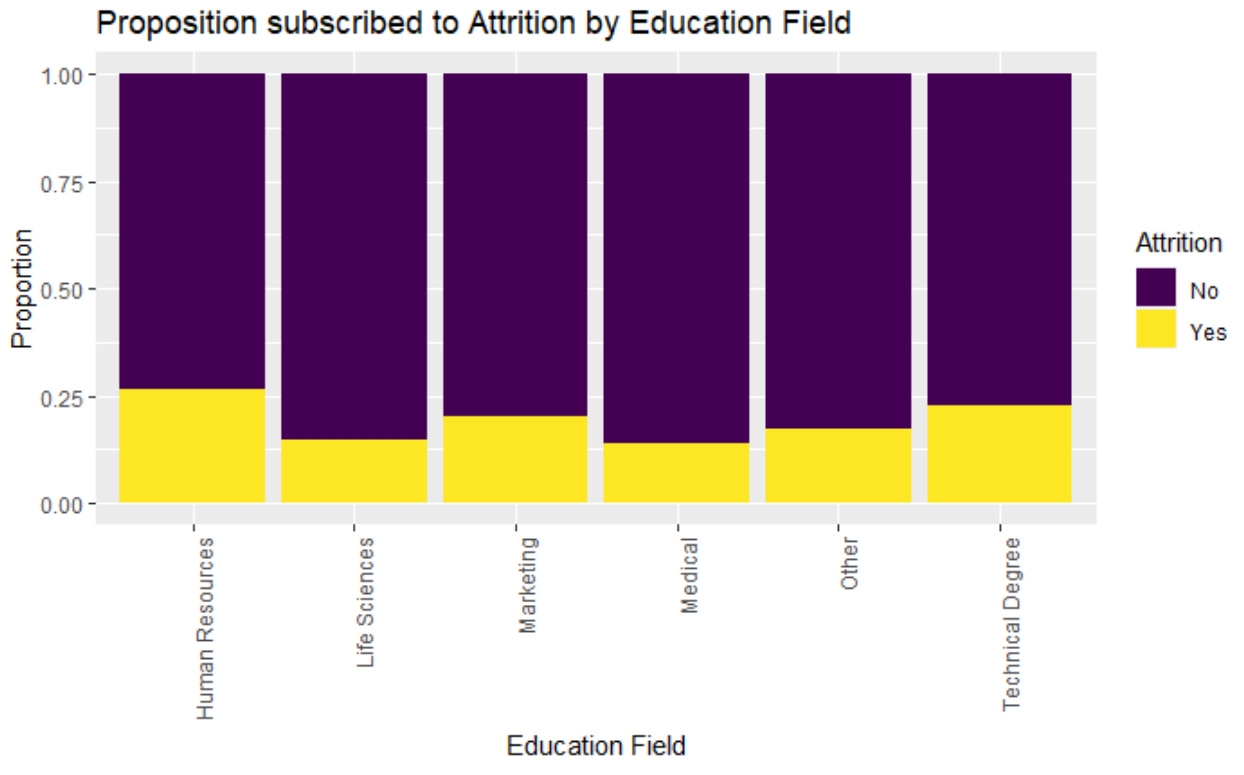 Proposition subscribed to Attrition by Education Field
1.00
0.75
0.50
0.25
0.00
Proportion
Human Resources
Life Sciences
Marketing
Medical
Other
Technical Degree
Education Field
Attrition
No
Yes